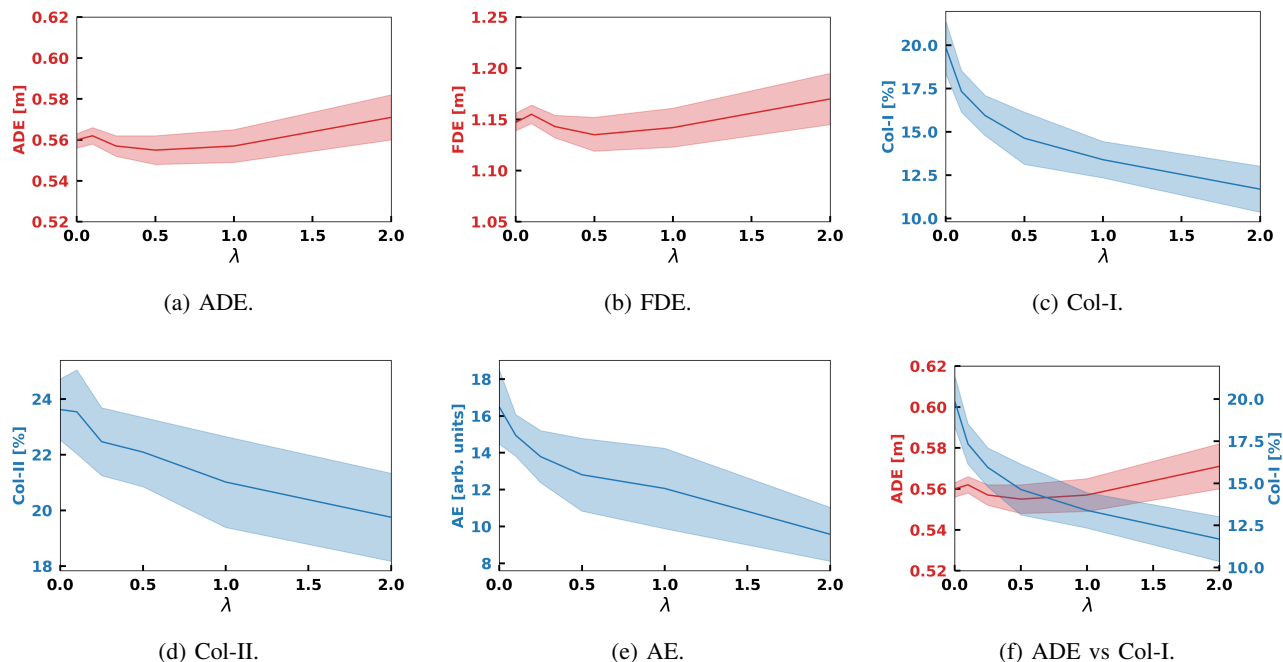 0.62
0.60
0.58
0.56
0.54
0.52
ADE [m]
0.0 0.5 1.0 1.5 2.0
λ
(a) ADE.
1.25
1.20
1.15
1.10
1.05
FDE [m]
0.0 0.5 1.0 1.5 2.0
λ
(b) FDE.
20.0
17.5
15.0
12.5
10.0
Col-I [%]
0.0 0.5 1.0 1.5 2.0
λ
(c) Col-I.
24
22
20
18
Col-II [%]
0.0 0.5 1.0 1.5 2.0
λ
(d) Col-II.
18
16
14
12
10
8
AE [arb. units]
0.0 0.5 1.0 1.5 2.0
λ
(e) AE.
0.62
0.60
0.58
0.56
0.54
0.52
ADE [m]
20.0
17.5
15.0
12.5
10.0
Col-I [%]
0.0 0.5 1.0 1.5 2.0
λ
(f) ADE vs Col-I.